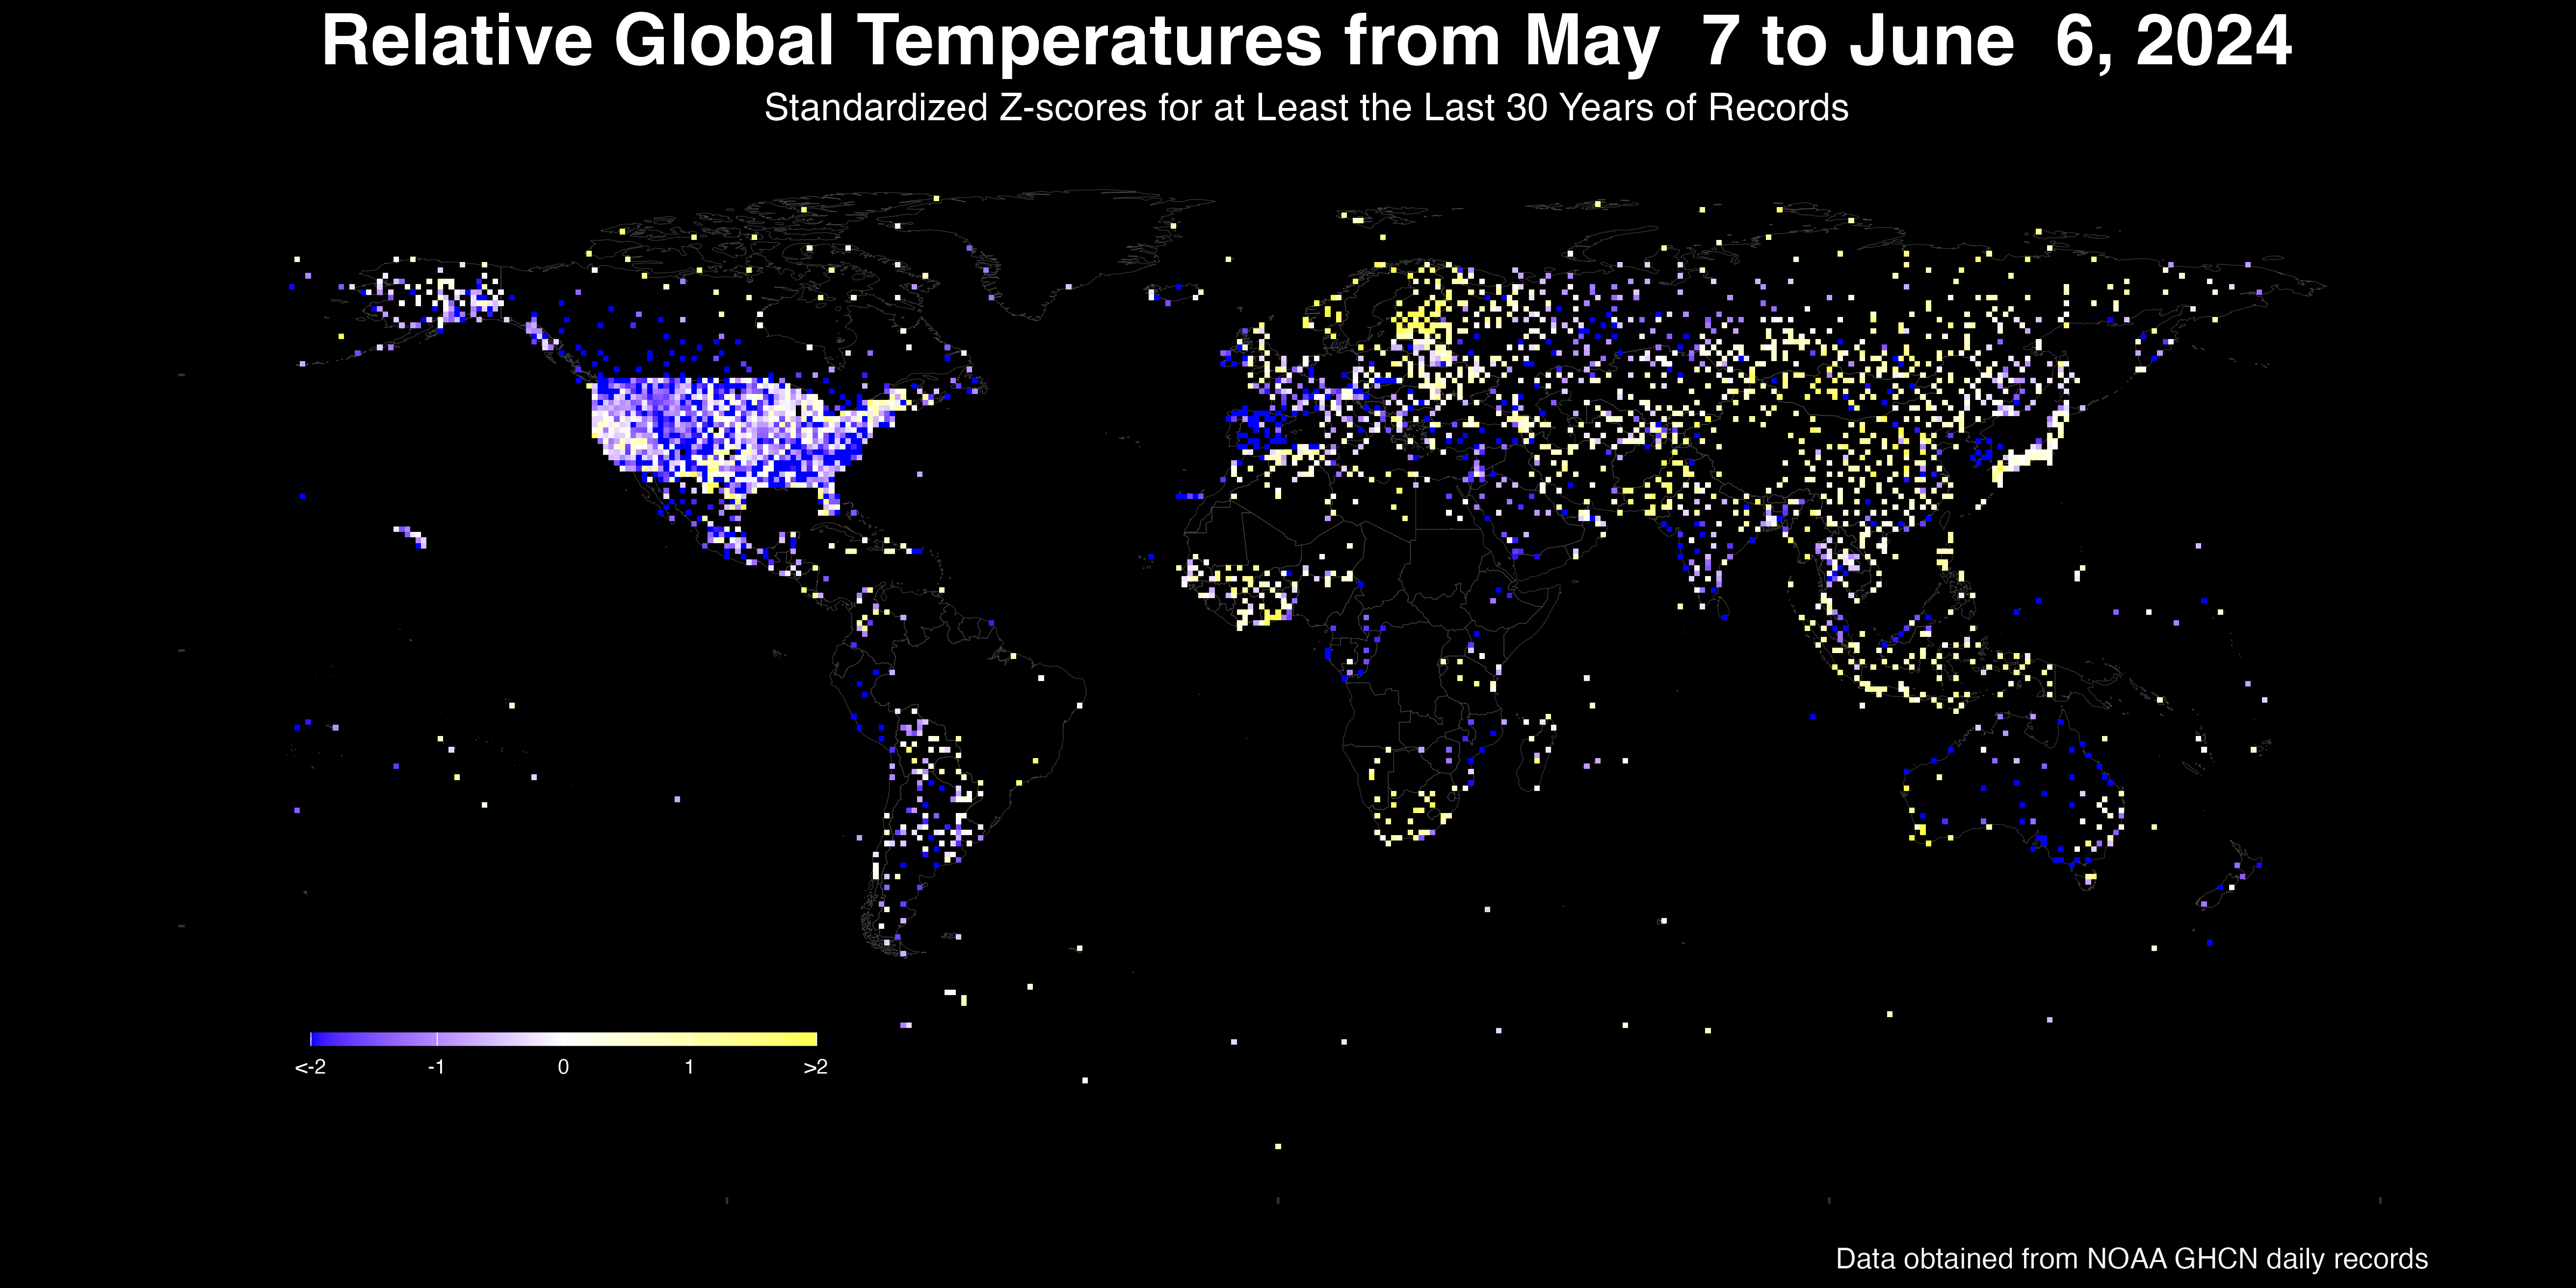 Relative Global Temperatures from May  7 to June  6, 2024
Standardized Z-scores for at Least the Last 30 Years of Records
<-2 -1 0 1 >2
Data obtained from NOAA GHCN daily records